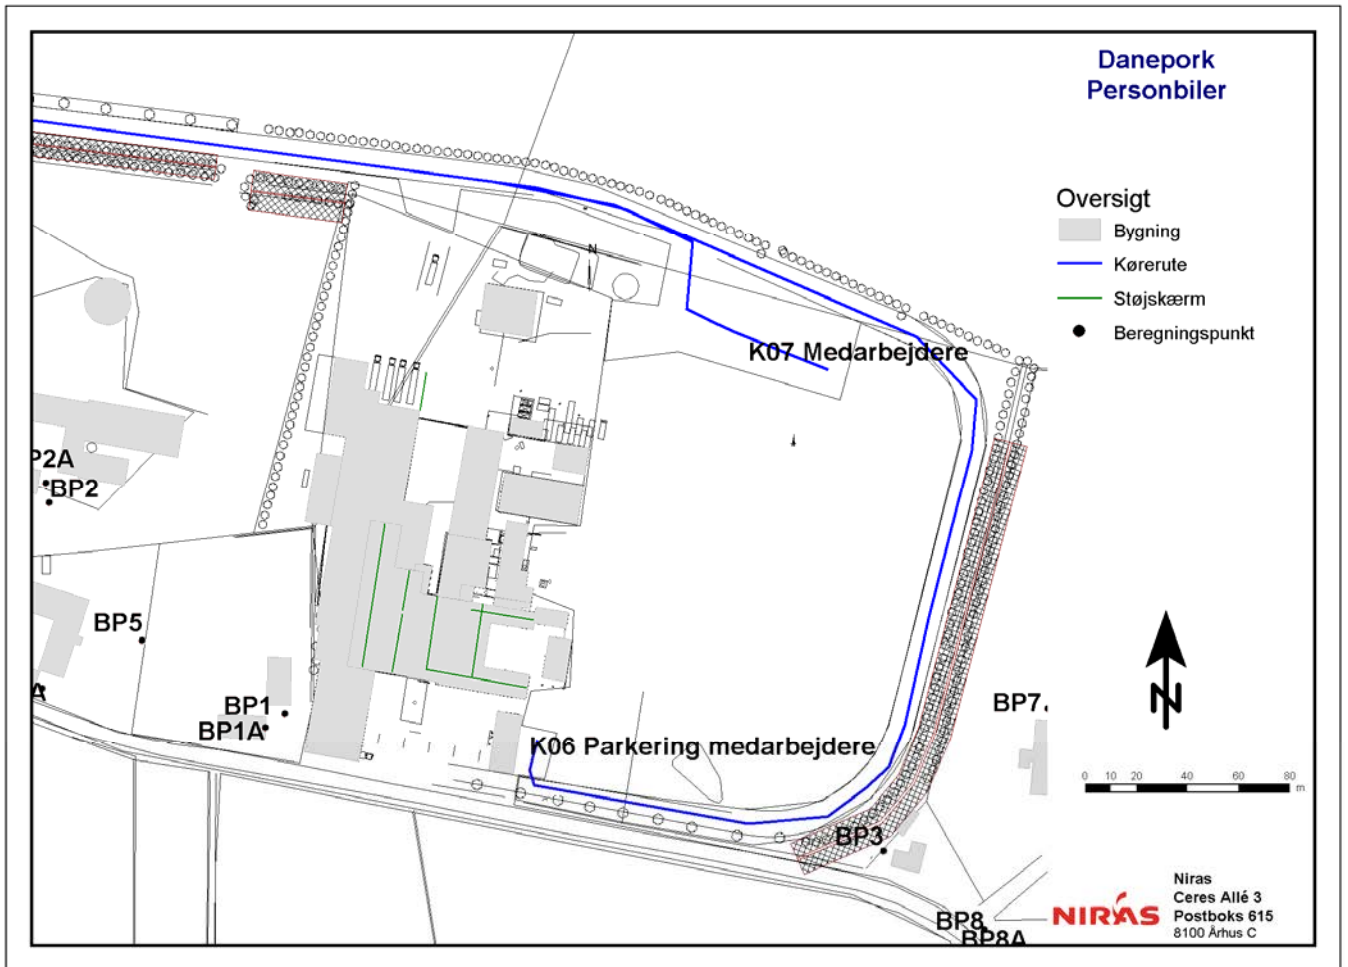 Danepork
Personbiler
Oversigt
Bygning
Kørerute
Støjskærm
Beregningspunkt
N
K07 Medarbejdere
P2A
BP2
BP5
A
BP1
BP1A
K06 Parkering medarbejdere
BP7
N
0 10 20 40 60 80
m
BP3
BP8
BP8A
NIRAS
Niras
Ceres Allé 3
Postboks 615
8100 Århus C